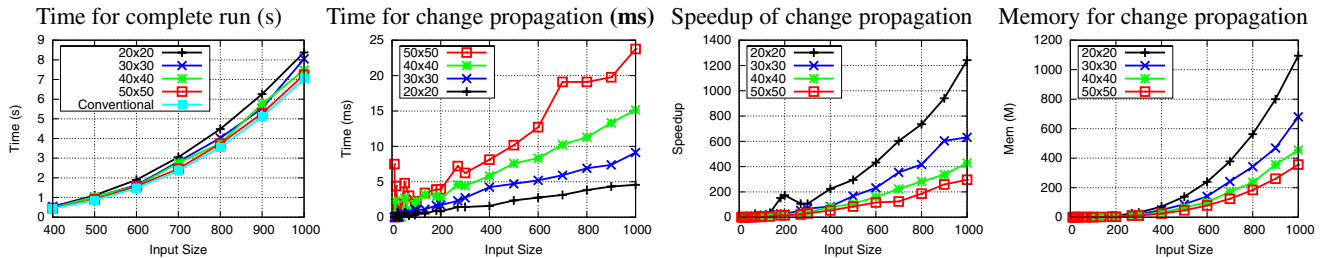 Time for complete run (s)
9
8
7
6
5
4
3
2
1
0
400 500 600 700 800 900 1000
Time (s)
Input Size
20x20
30x30
40x40
50x50
Conventional
Time for change propagation (ms)
25
20
15
10
5
0
0 200 400 600 800 1000
Time (ms)
Input Size
50x50
40x40
30x30
20x20
Speedup of change propagation
1400
1200
1000
800
600
400
200
0
0 200 400 600 800 1000
Speedup
Input Size
20x20
30x30
40x40
50x50
Memory for change propagation
1200
1000
800
600
400
200
0
0 200 400 600 800 1000
Mem (M)
Input Size
20x20
30x30
40x40
50x50